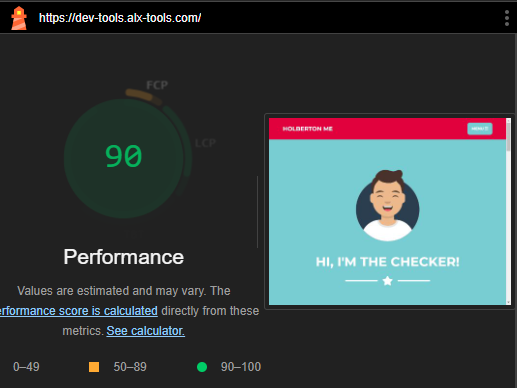 https://dev-tools.alx-tools.com/
FCP
LCP
90
HOLBERTON ME
MENU
HI, I'M THE CHECKER!
Performance
Values are estimated and may vary. The
erformance score is calculated directly from these
metrics. See calculator.
0–49
50–89
90–100